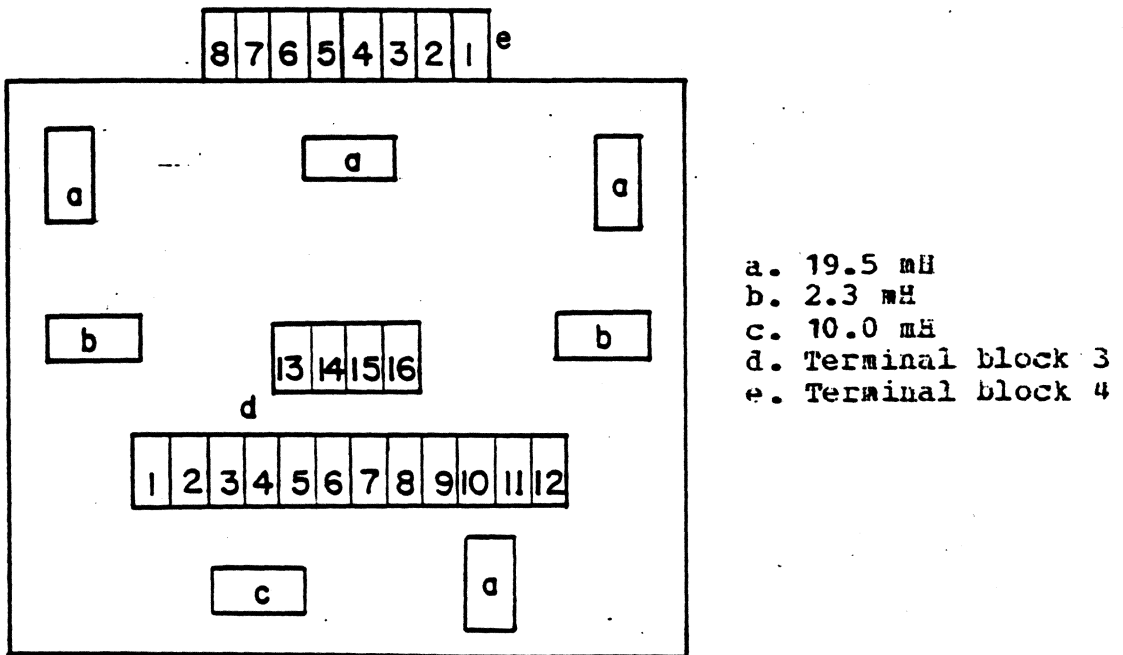 8 7 6 5 4 3 2 1 e
a a a
b b
13 14 15 16
d
1 2 3 4 5 6 7 8 9 10 11 12
c a
a. 19.5 mH
b. 2.3 mH
c. 10.0 mH
d. Terminal block 3
e. Terminal block 4